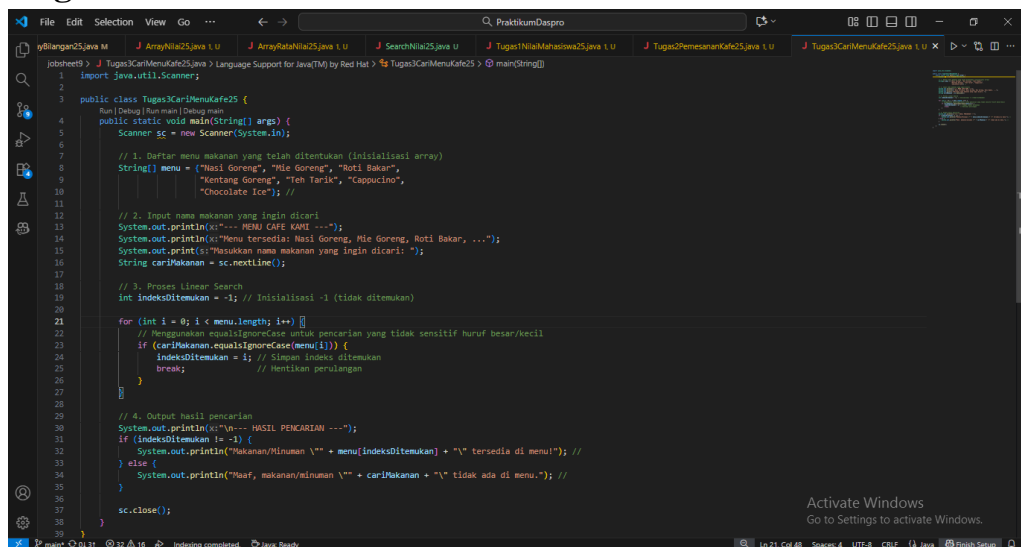 File Edit Selection View Go ··· PraktikumDaspro
yBilangan25.java M J ArrayNilai25.java 1, U J ArrayRataNilai25.java 1, U J SearchNilai25.java U J Tugas1NilaiMahasiswa25.java 1, U J Tugas2PemesananKafe25.java 1, U J Tugas3CariMenuKafe25.java 1, U
jobsheet9 > J Tugas3CariMenuKafe25.java > Language Support for Java(TM) by Red Hat > Tugas3CariMenuKafe25 > main(String[])
1 import java.util.Scanner;
2
3 public class Tugas3CariMenuKafe25 {
Run | Debug | Run main | Debug main
4 public static void main(String[] args) {
5 Scanner sc = new Scanner(System.in);
6
7 // 1. Daftar menu makanan yang telah ditentukan (inisialisasi array)
8 String[] menu = {"Nasi Goreng", "Mie Goreng", "Roti Bakar",
9 "Kentang Goreng", "Teh Tarik", "Cappucino",
10 "Chocolate Ice"}; //
11
12 // 2. Input nama makanan yang ingin dicari
13 System.out.println(x:"--- MENU CAFE KAMI ---");
14 System.out.println(x:"Menu tersedia: Nasi Goreng, Mie Goreng, Roti Bakar, ...");
15 System.out.print(s:"Masukkan nama makanan yang ingin dicari: ");
16 String cariMakanan = sc.nextLine();
17
18 // 3. Proses Linear Search
19 int indeksDitemukan = -1; // Inisialisasi -1 (tidak ditemukan)
20
21 for (int i = 0; i < menu.length; i++) {
22 // Menggunakan equalsIgnoreCase untuk pencarian yang tidak sensitif huruf besar/kecil
23 if (cariMakanan.equalsIgnoreCase(menu[i])) {
24 indeksDitemukan = i; // Simpan indeks ditemukan
25 break; // Hentikan perulangan
26 }
27 }
28
29 // 4. Output hasil pencarian
30 System.out.println(x:"\n--- HASIL PENCARIAN ---");
31 if (indeksDitemukan != -1) {
32 System.out.println("Makanan/Minuman \"" + menu[indeksDitemukan] + "\" tersedia di menu!"); //
33 } else {
34 System.out.println("Maaf, makanan/minuman \"" + cariMakanan + "\" tidak ada di menu."); //
35 }
36
37 sc.close();
38 }
39 }
Activate Windows
Go to Settings to activate Windows.
main* 0↓ 3↑ 32 16 Indexing completed. Java: Ready Ln 21, Col 48 Spaces: 4 UTF-8 CRLF Java Finish Setup